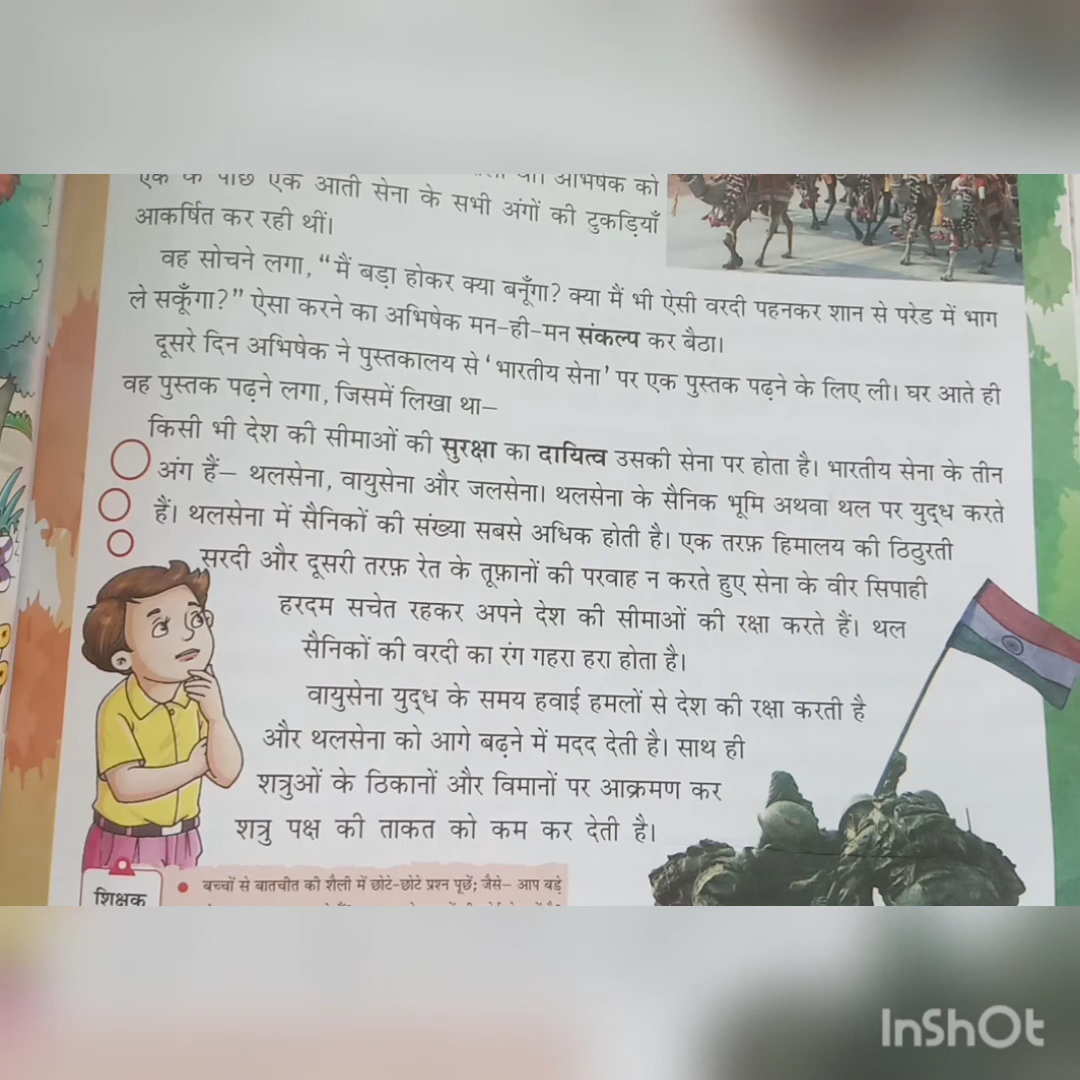 एक के पीछे एक आती सेना के सभी अंगों की टुकड़ियाँ
अभिषेक को
आकर्षित कर रही थीं।
वह सोचने लगा, “मैं बड़ा होकर क्या बनूँगा? क्या मैं भी ऐसी वरदी पहनकर शान से परेड में भाग
ले सकूँगा?” ऐसा करने का अभिषेक मन-ही-मन संकल्प कर बैठा।
दूसरे दिन अभिषेक ने पुस्तकालय से ‘भारतीय सेना’ पर एक पुस्तक पढ़ने के लिए ली। घर आते ही
वह पुस्तक पढ़ने लगा, जिसमें लिखा था–
किसी भी देश की सीमाओं की सुरक्षा का दायित्व उसकी सेना पर होता है। भारतीय सेना के तीन
अंग हैं– थलसेना, वायुसेना और जलसेना। थलसेना के सैनिक भूमि अथवा थल पर युद्ध करते
हैं। थलसेना में सैनिकों की संख्या सबसे अधिक होती है। एक तरफ़ हिमालय की ठिठुरती
सरदी और दूसरी तरफ़ रेत के तूफ़ानों की परवाह न करते हुए सेना के वीर सिपाही
हरदम सचेत रहकर अपने देश की सीमाओं की रक्षा करते हैं। थल
सैनिकों की वरदी का रंग गहरा हरा होता है।
वायुसेना युद्ध के समय हवाई हमलों से देश की रक्षा करती है
और थलसेना को आगे बढ़ने में मदद देती है। साथ ही
शत्रुओं के ठिकानों और विमानों पर आक्रमण कर
शत्रु पक्ष की ताकत को कम कर देती है।
शिक्षक
• बच्चों से बातचीत की शैली में छोटे-छोटे प्रश्न पूछें; जैसे– आप बड़े
InShOt